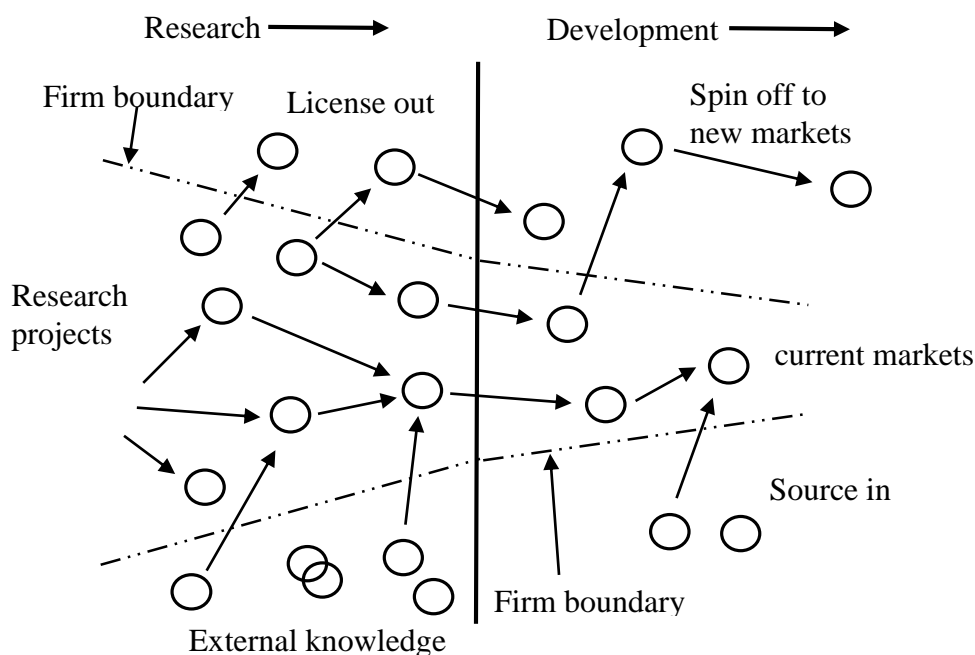 Research
Development
Firm boundary
License out
Spin off to
new markets
Research
projects
current markets
Source in
Firm boundary
External knowledge